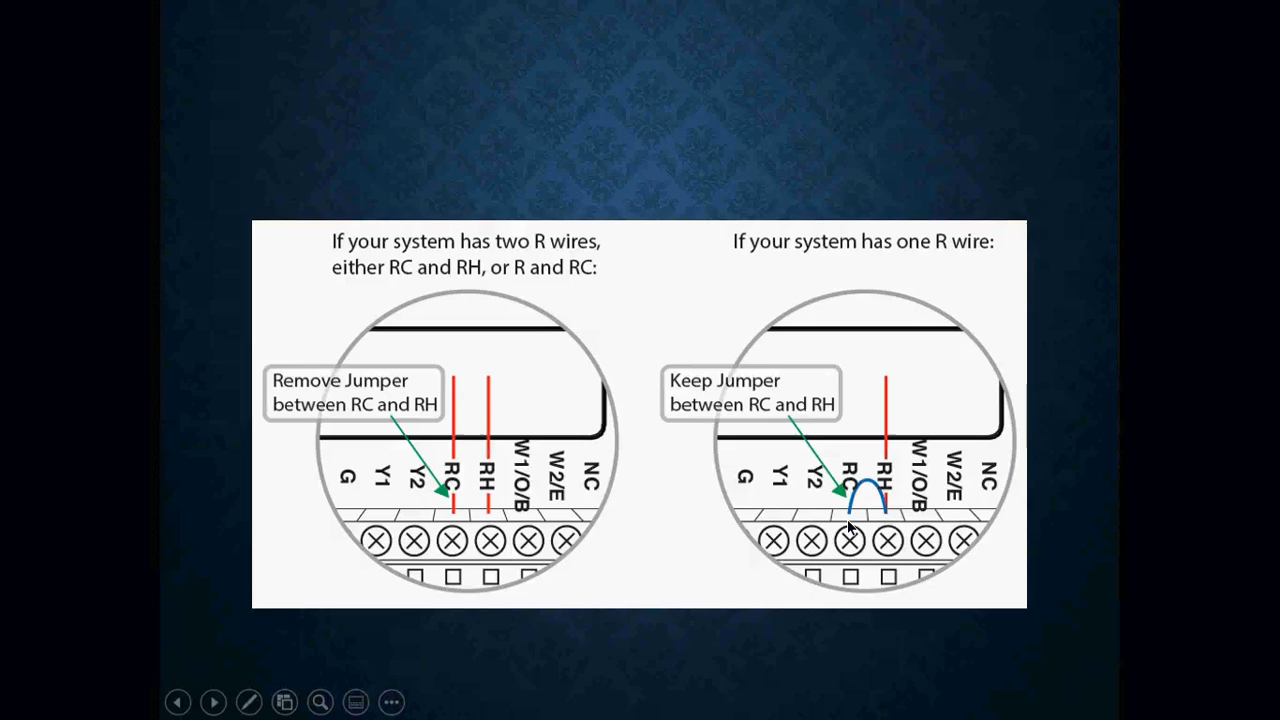 If your system has two R wires,
either RC and RH, or R and RC:
Remove Jumper
between RC and RH
G Y1 Y2 RC RH W1/O/B W2/E NC
If your system has one R wire:
Keep Jumper
between RC and RH
G Y1 Y2 RC RH W1/O/B W2/E NC